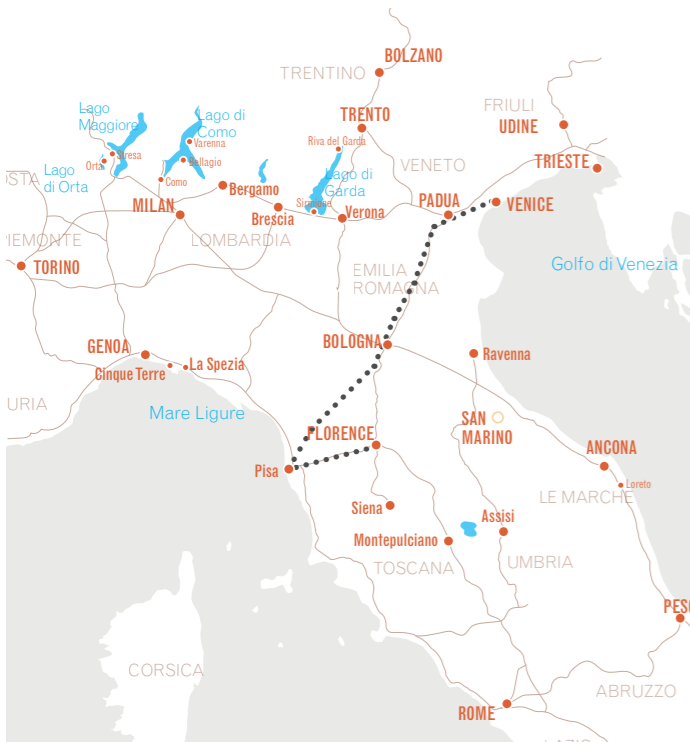 BOLZANO
TRENTINO
Lago
Maggiore
Lago di
Como
TRENTO
FRIULI
UDINE
Varenna
Riva del Garda
Stresa
Orta
Bellagio
VENETO
TRIESTE
Lago
di Orta
Como
Lago di
Garda
OSTA
Bergamo
Sirmione
PADUA
VENICE
MILAN
Brescia
Verona
PIEMONTE
LOMBARDIA
TORINO
EMILIA
ROMAGNA
Golfo di Venezia
GENOA
BOLOGNA
Ravenna
Cinque Terre
La Spezia
URIA
Mare Ligure
SAN
MARINO
FLORENCE
ANCONA
Pisa
Loreto
LE MARCHE
Siena
Assisi
Montepulciano
TOSCANA
UMBRIA
PESC
CORSICA
ABRUZZO
ROME
LAZIO